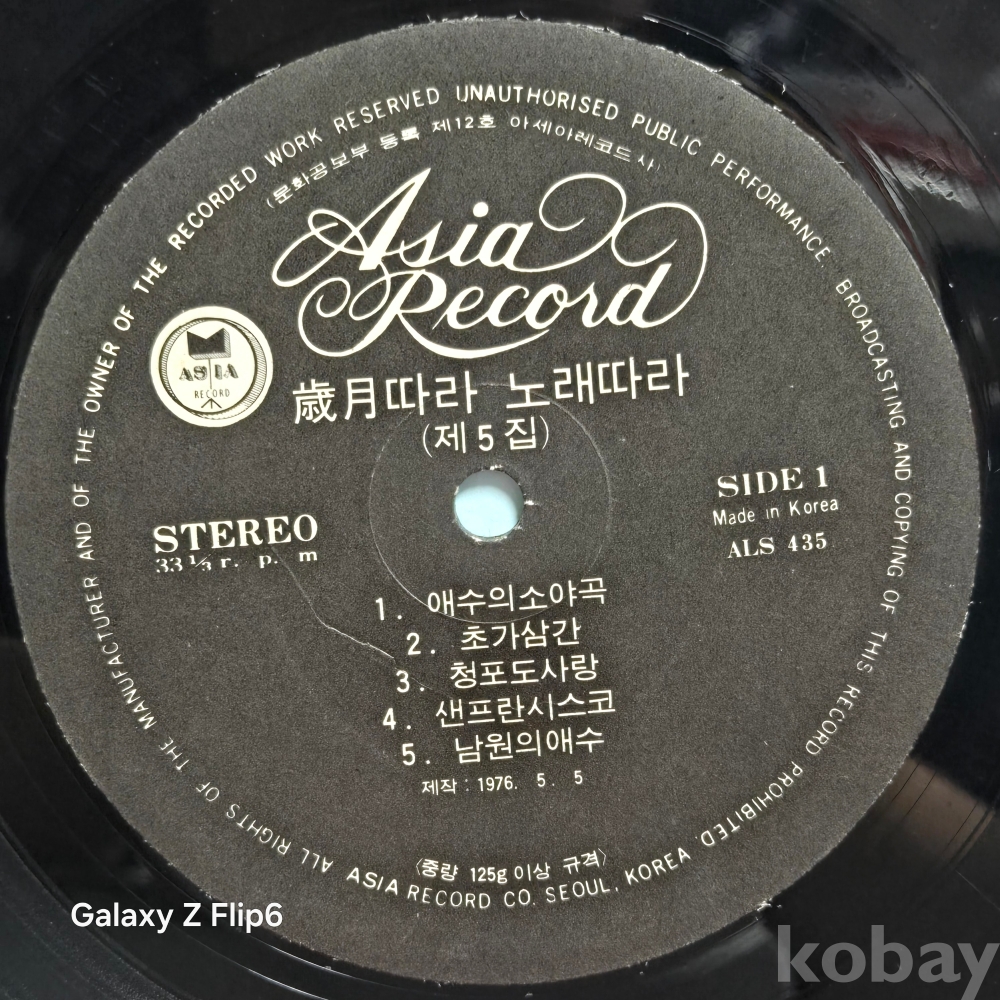 ALL RIGHTS OF THE MANUFACTURER AND OF THE OWNER OF THE RECORDED WORK RESERVED UNAUTHORISED PUBLIC PERFORMANCE. BROADCASTING AND COPYING OF THIS RECORD PROHIBITED.
(문화공보부 등록 제12호 아세아레코드사)
Asia
Record
ASIA
RECORD
歳月따라 노래따라
(제5집)
STEREO
33⅓ r. p. m
SIDE 1
Made in Korea
ALS 435
1. 애수의소야곡
2. 초가삼간
3. 청포도사랑
4. 샌프란시스코
5. 남원의애수
제작 : 1976. 5. 5
〈중량 125g 이상 규격〉
ASIA RECORD CO. SEOUL, KOREA
Galaxy Z Flip6
kobay